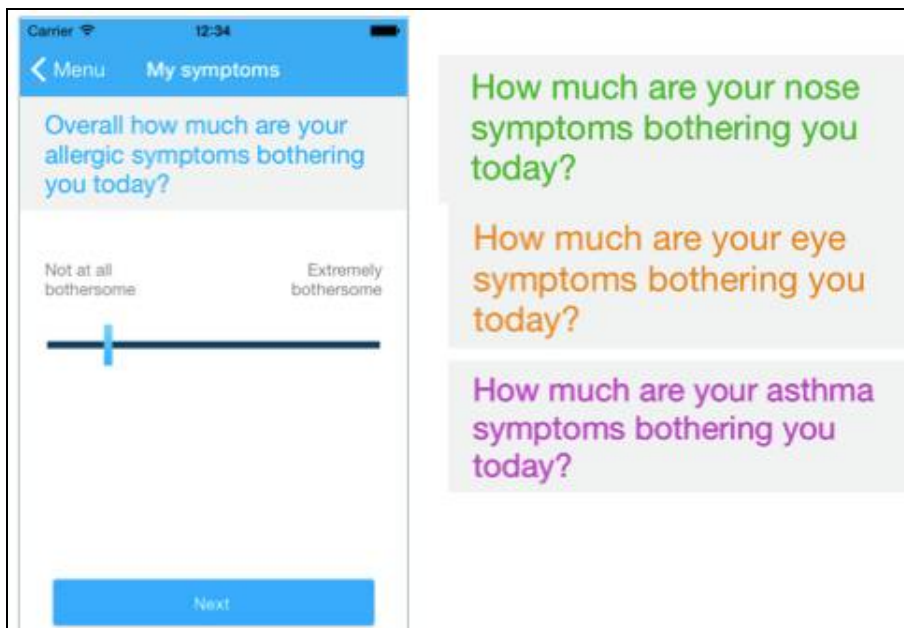 Carrier 12:34
Menu My symptoms
Overall how much are your
allergic symptoms bothering
you today?
Not at all
bothersome
Extremely
bothersome
Next
How much are your nose
symptoms bothering you
today?
How much are your eye
symptoms bothering you
today?
How much are your asthma
symptoms bothering you
today?